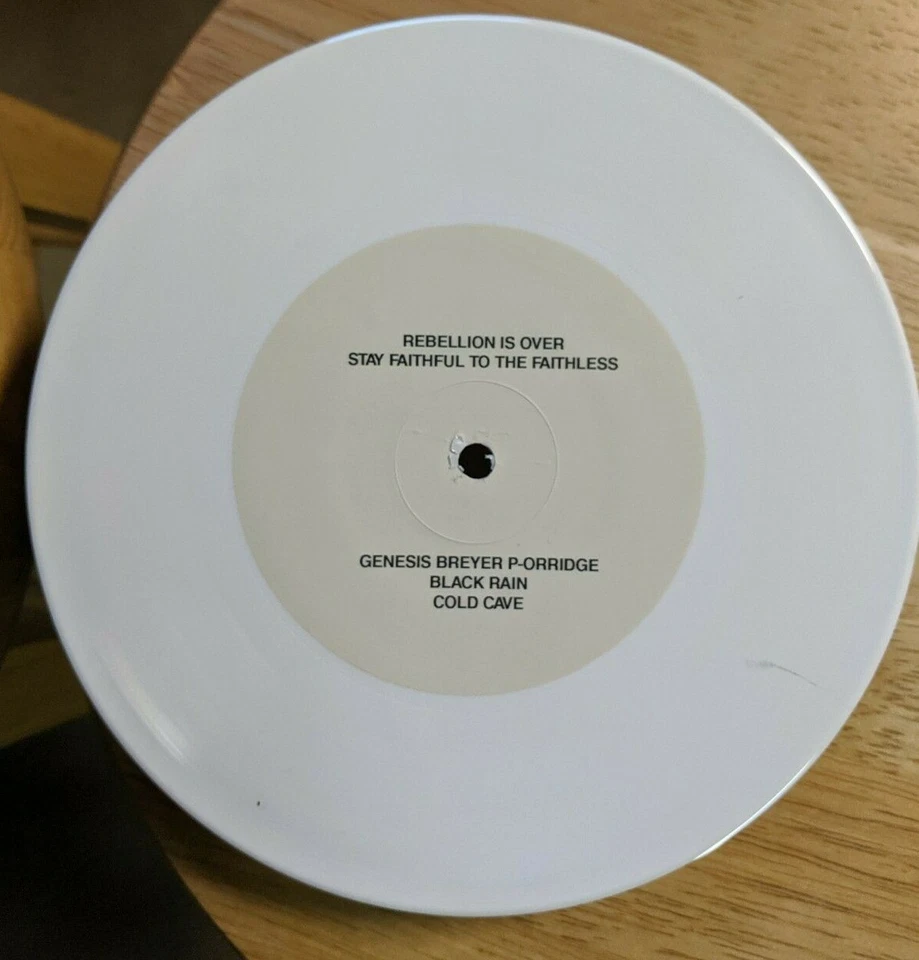 REBELLION IS OVER
STAY FAITHFUL TO THE FAITHLESS
GENESIS BREYER P-ORRIDGE
BLACK RAIN
COLD CAVE